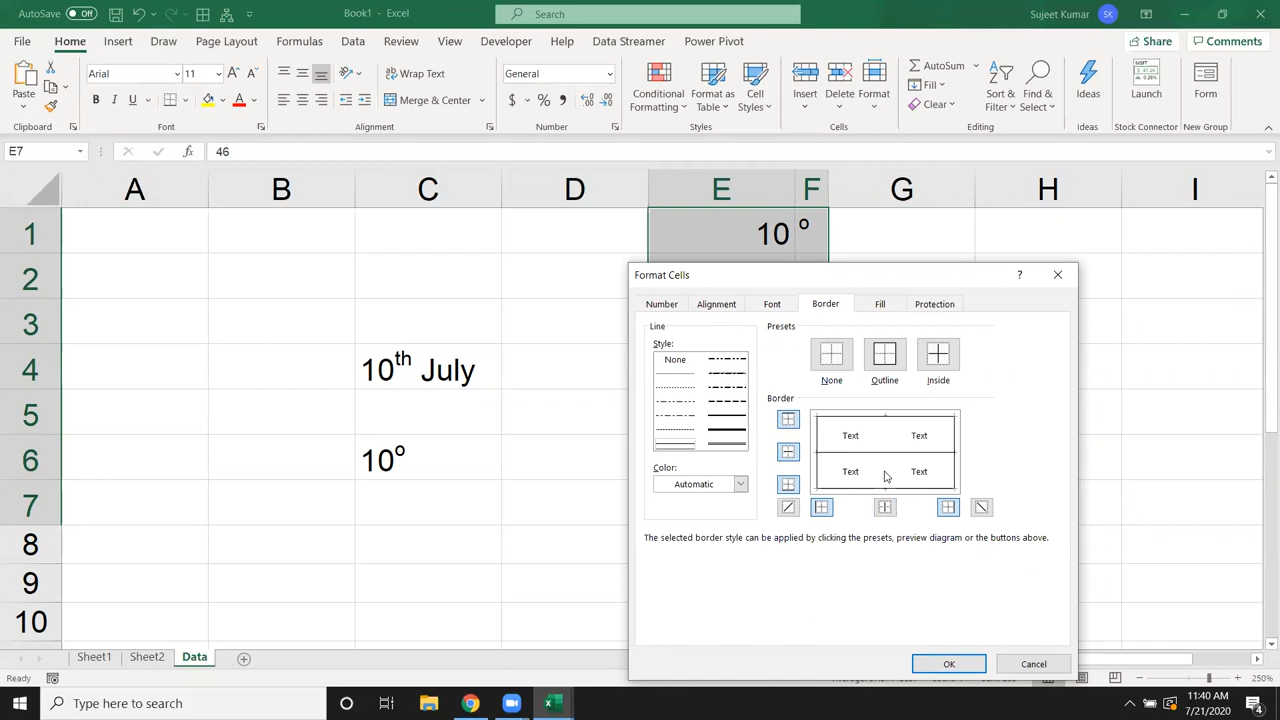 AutoSave Off Book1 - Excel Search Sujeet Kumar SK
File Home Insert Draw Page Layout Formulas Data Review View Developer Help Data Streamer Power Pivot Share Comments
Paste Arial 11 Wrap Text General Conditional Formatting Format as Table Cell Styles Insert Delete Format AutoSum Fill Clear Sort & Filter Find & Select Ideas Launch Form
B I U A Merge & Center $ % ,
Clipboard Font Alignment Number Styles Cells Editing Ideas Stock Connector New Group
E7 fx 46
A B C D E F G H I
1 10 º
2
3
4 10th July
5
6 10º
7
8
9
10
Format Cells ?
Number Alignment Font Border Fill Protection
Line
Style:
None
Color:
Automatic
Presets
None Outline Inside
Border
Text Text
Text Text
The selected border style can be applied by clicking the presets, preview diagram or the buttons above.
OK Cancel
Sheet1 Sheet2 Data
Ready 250%
Type here to search
11:40 AM
7/21/2020